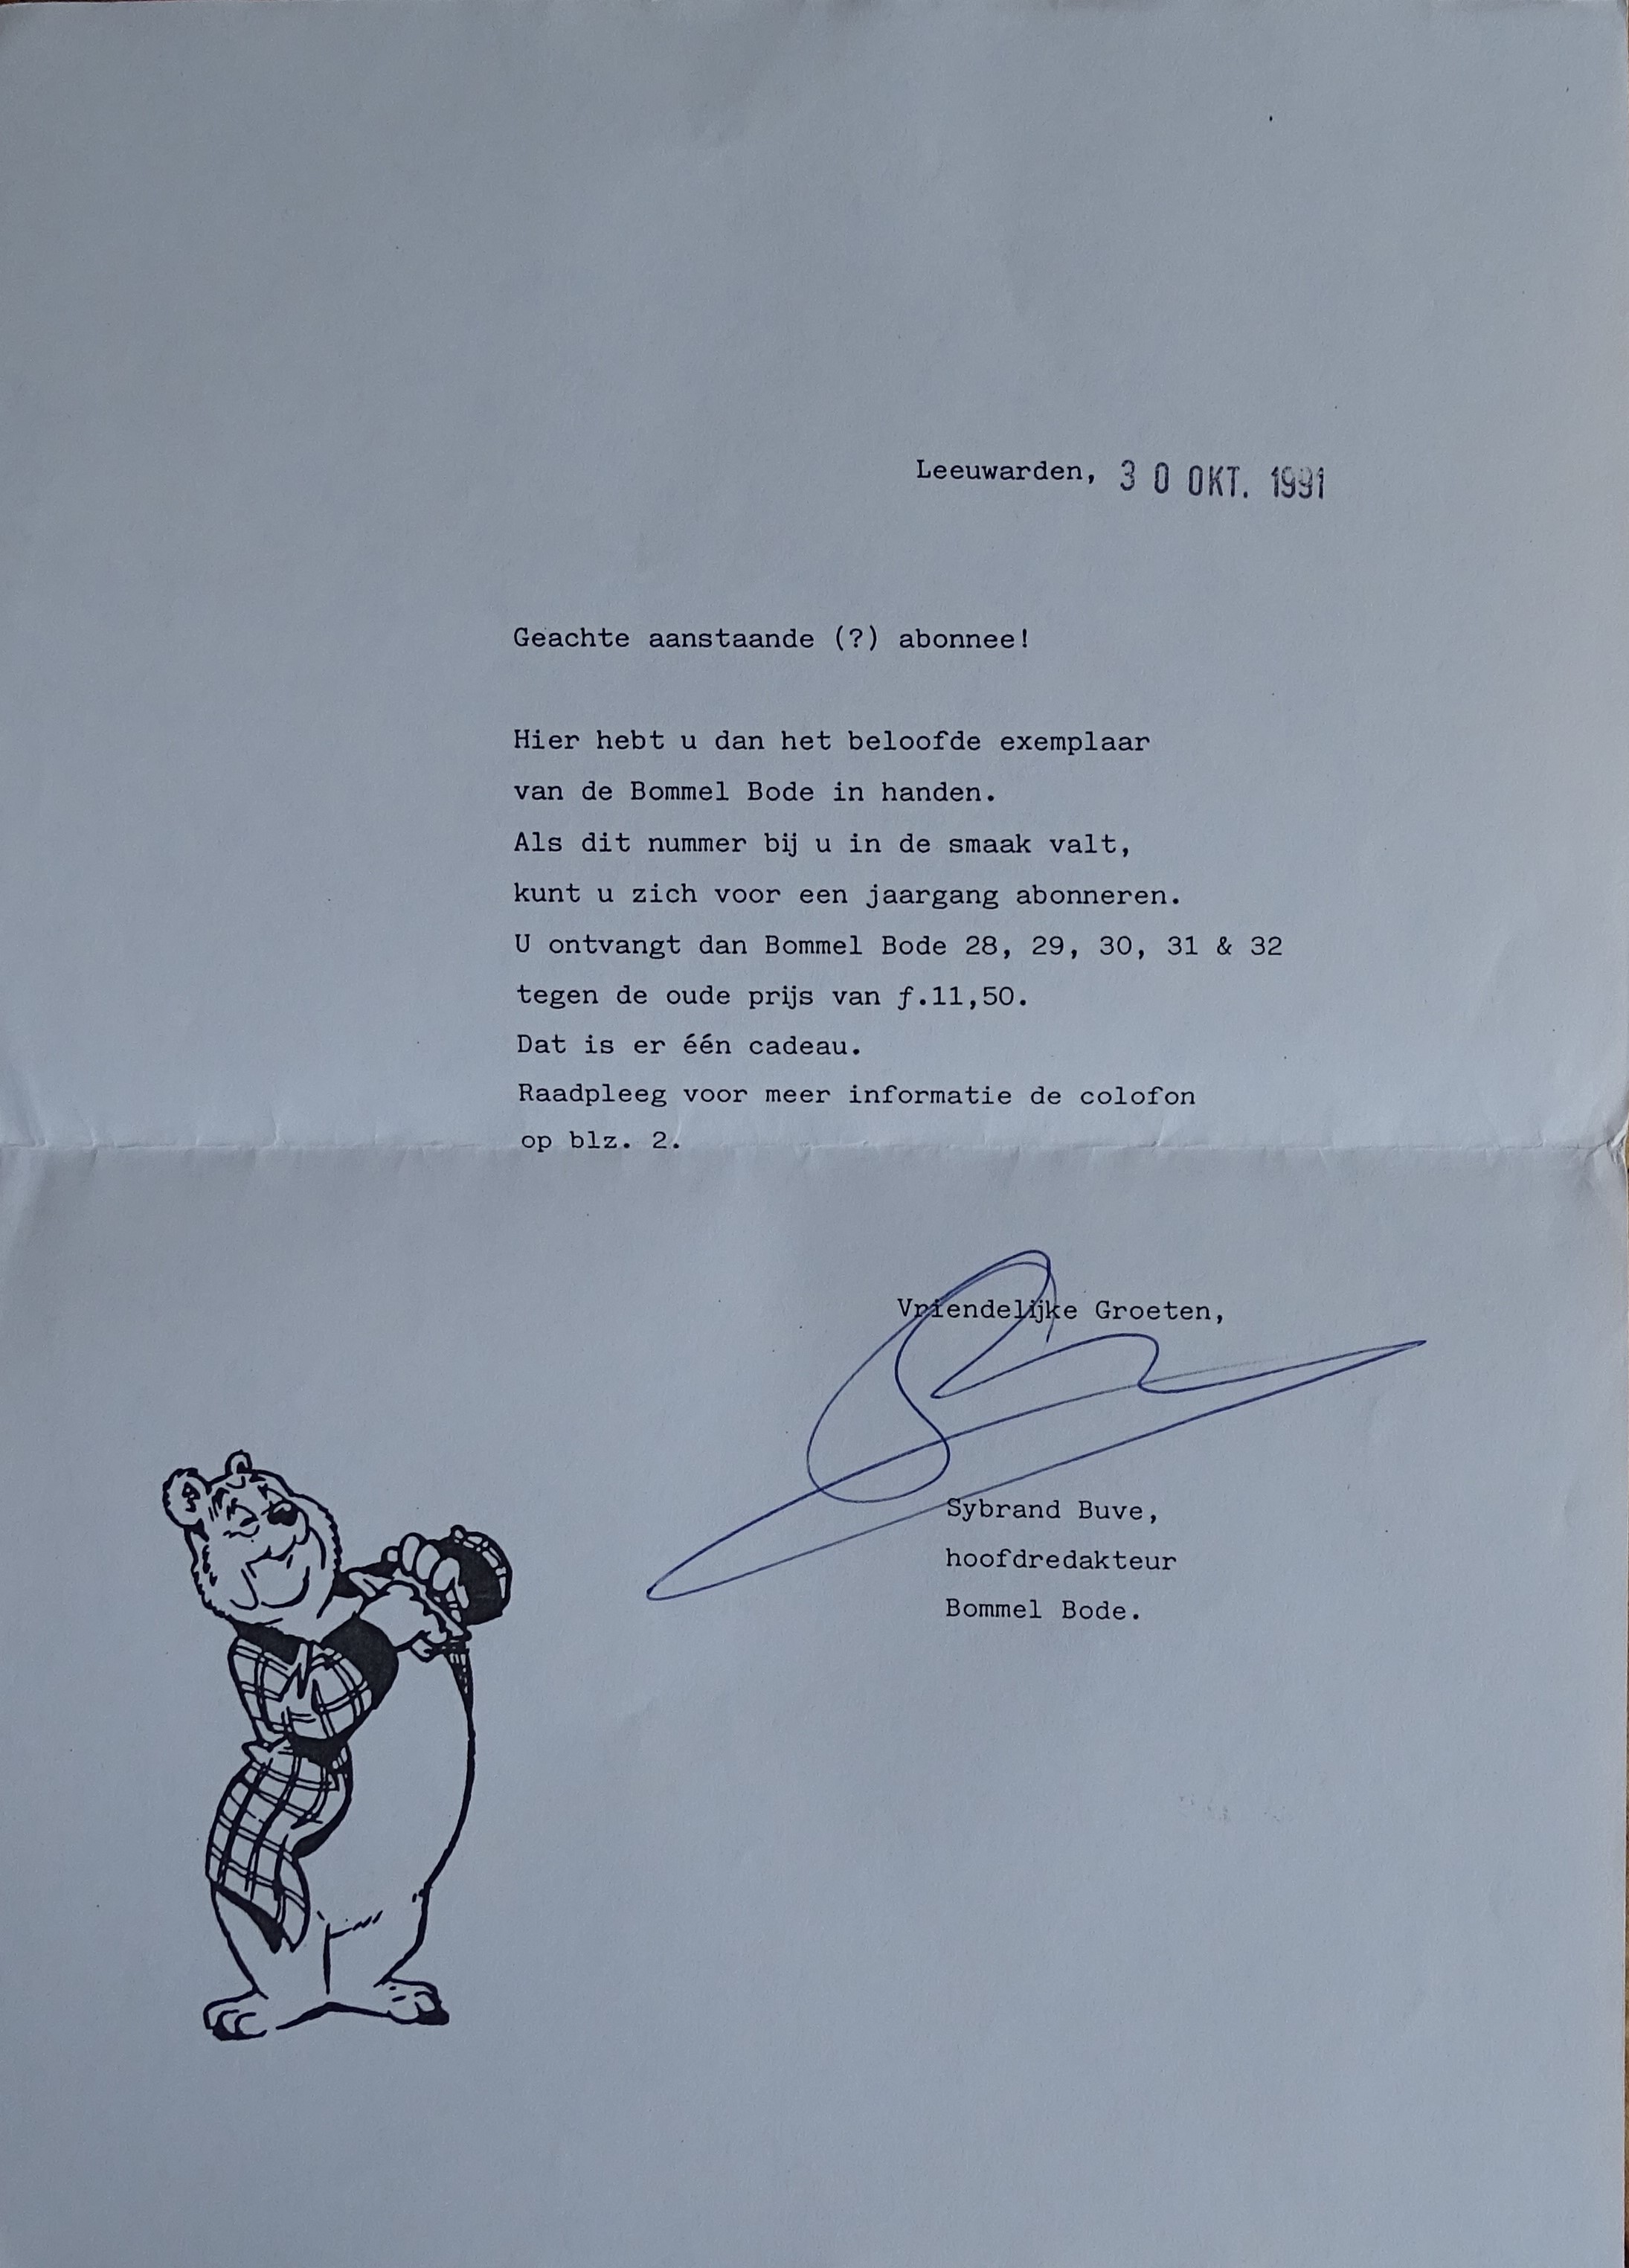 Leeuwarden, 30 OKT. 1991
Geachte aanstaande (?) abonnee!
Hier hebt u dan het beloofde exemplaar
van de Bommel Bode in handen.
Als dit nummer bij u in de smaak valt,
kunt u zich voor een jaargang abonneren.
U ontvangt dan Bommel Bode 28, 29, 30, 31 & 32
tegen de oude prijs van ƒ.11,50.
Dat is er één cadeau.
Raadpleeg voor meer informatie de colofon
op blz. 2.
Vriendelijke Groeten,
Sybrand Buve,
hoofdredakteur
Bommel Bode.